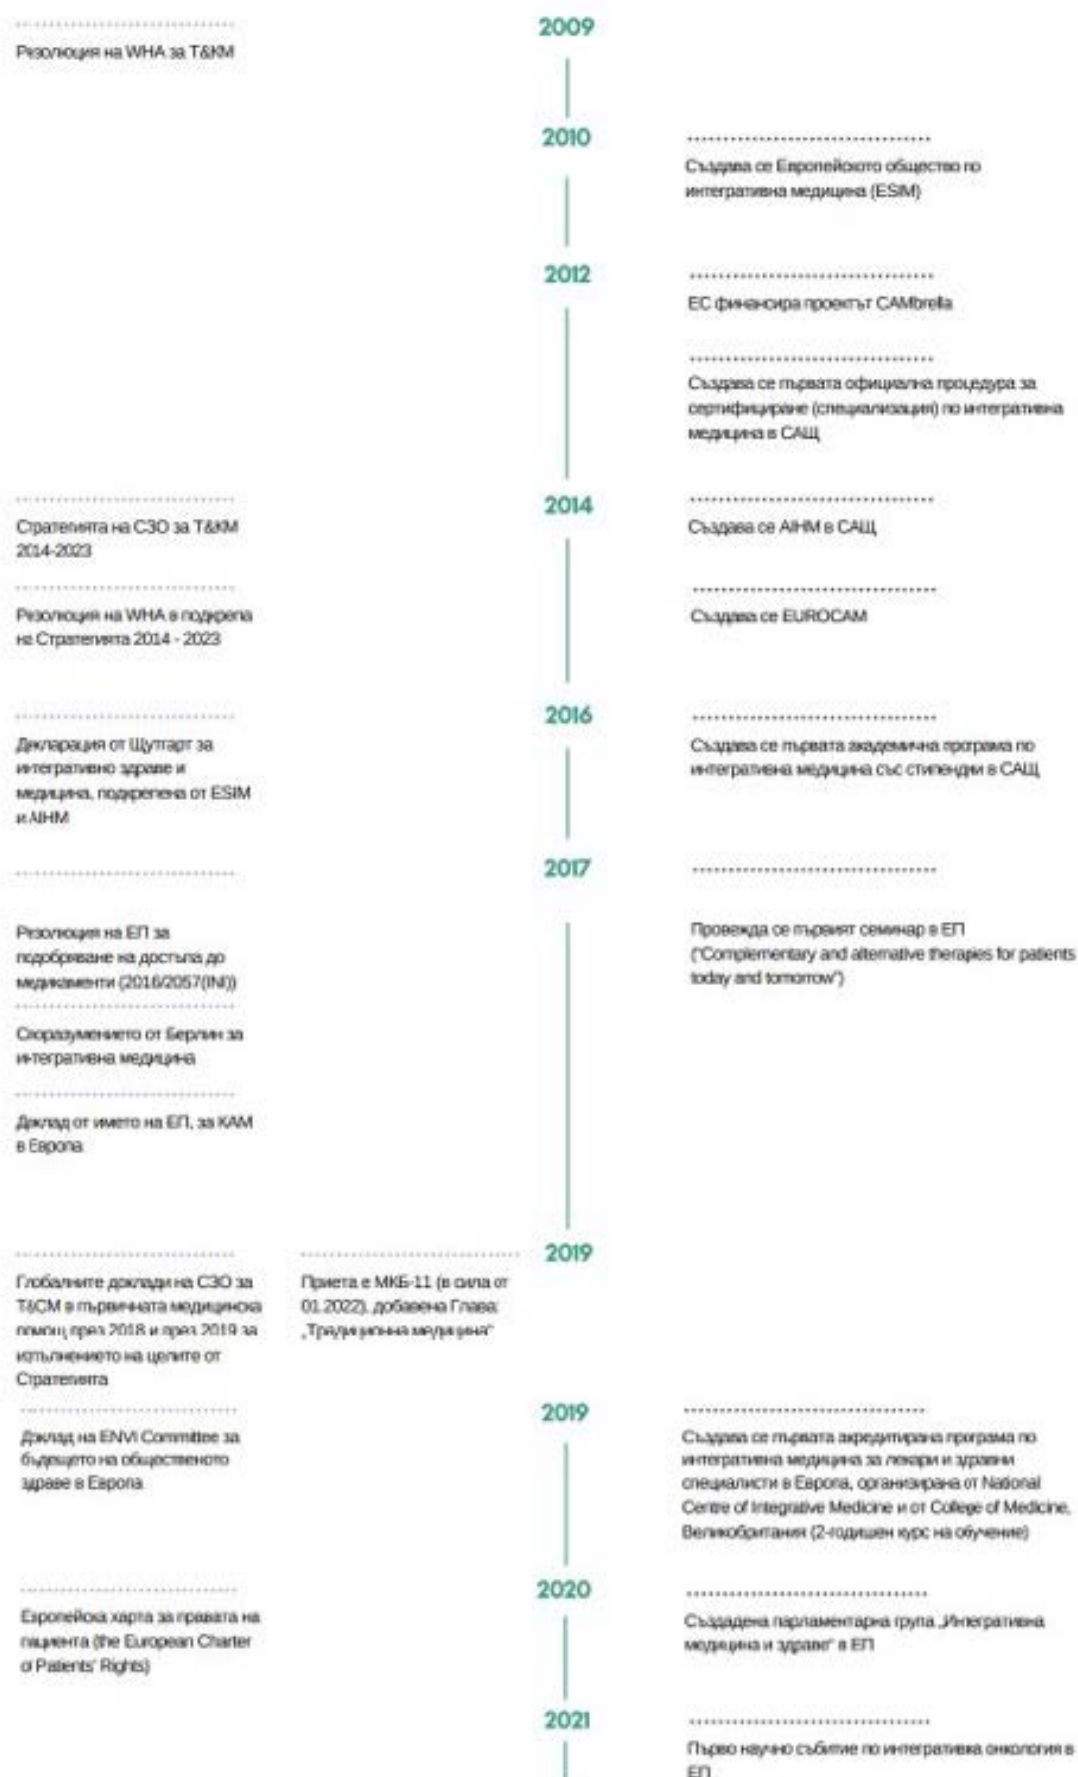 2009
Резолюция на WHA за Т&КМ
2010
Създава се Европейското общество по
интегративна медицина (ESIM)
2012
ЕС финансира проектът CAMbrella
Създава се първата официална процедура за
сертифициране (специализация) по интегративна
медицина в САЩ
2014
Стратегията на СЗО за Т&КМ
2014-2023
Резолюция на WHA в подкрепа
на Стратегията 2014 - 2023
Създава се AIHM в САЩ
Създава се EUROCAM
2016
Декларация от Щутгарт за
интегративно здраве и
медицина, подкрепена от ESIM
и AIHM
Създава се първата академична програма по
интегративна медицина със стипендии в САЩ
2017
Резолюция на ЕП за
подобряване на достъпа до
медикаменти (2016/2057(INI))
Споразумението от Берлин за
интегративна медицина
Доклад от името на ЕП, за КАМ
в Европа
Провежда се първият семинар в ЕП
("Complementary and alternative therapies for patients
today and tomorrow")
2019
Глобалните доклади на СЗО за
T&CM в първичната медицинска
помощ през 2018 и през 2019 за
изпълнението на целите от
Стратегията
Приета е МКБ-11 (в сила от
01.2022), добавена Глава:
„Традиционна медицина“
2019
Доклад на ENVI Committee за
бъдещето на общественото
здраве в Европа
Създава се първата акредитирана програма по
интегративна медицина за лекари и здравни
специалисти в Европа, организирана от National
Centre of Integrative Medicine и от College of Medicine,
Великобритания (2-годишен курс на обучение)
2020
Европейска харта за правата на
пациента (the European Charter
of Patients' Rights)
Създадена парламентарна група „Интегративна
медицина и здраве“ в ЕП
2021
Първо научно събитие по интегративка онкология в
ЕП